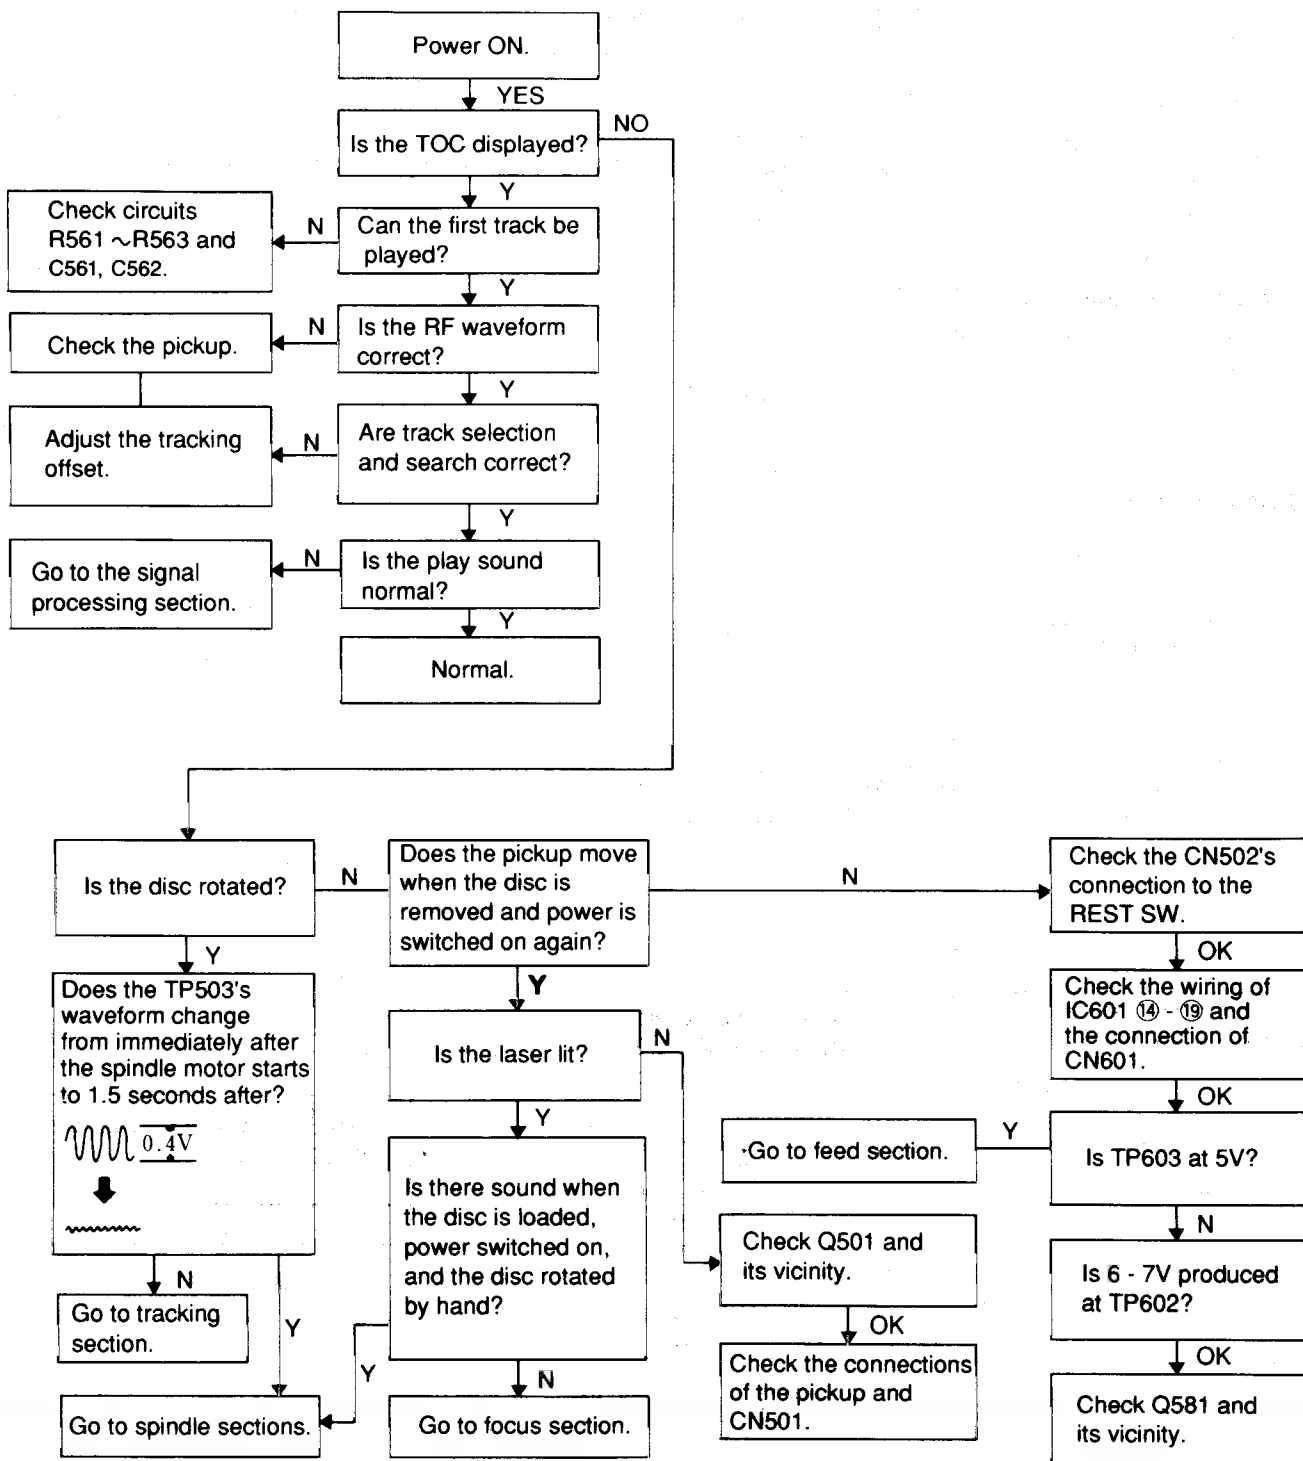 Power ON.
YES
Is the TOC displayed?
NO
Y
Check circuits
R561 ~R563 and
C561, C562.
N
Can the first track be
played?
Y
Check the pickup.
N
Is the RF waveform
correct?
Y
Adjust the tracking
offset.
N
Are track selection
and search correct?
Y
Go to the signal
processing section.
N
Is the play sound
normal?
Y
Normal.
Is the disc rotated?
N
Does the pickup move
when the disc is
removed and power is
switched on again?
N
Check the CN502's
connection to the
REST SW.
Y
Y
OK
Does the TP503's
waveform change
from immediately after
the spindle motor starts
to 1.5 seconds after?
0.4V
Is the laser lit?
N
Check the wiring of
IC601 ⑭ - ⑲ and
the connection of
CN601.
Y
OK
Go to feed section.
Y
Is TP603 at 5V?
Is there sound when
the disc is loaded,
power switched on,
and the disc rotated
by hand?
N
Check Q501 and
its vicinity.
Is 6 - 7V produced
at TP602?
N
Go to tracking
section.
Y
OK
Check the connections
of the pickup and
CN501.
OK
Y
N
Go to spindle sections.
Go to focus section.
Check Q581 and
its vicinity.